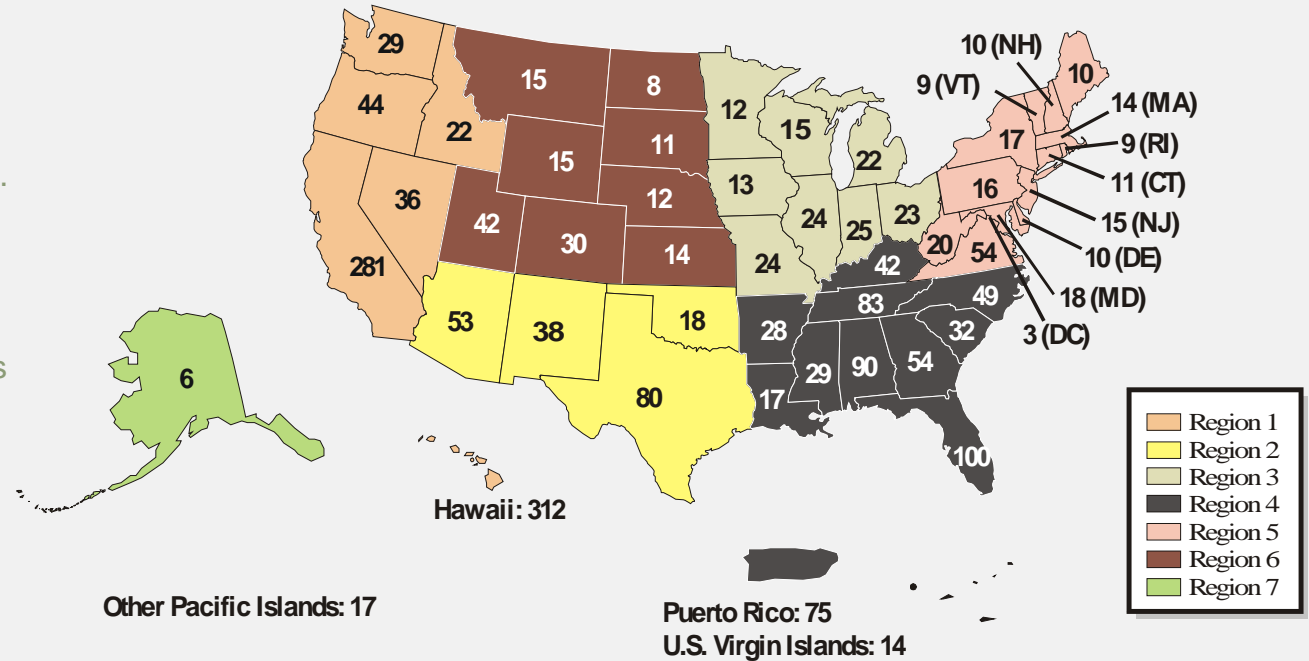 29
10 (NH)
10
15
8
9 (VT)
44
12
14 (MA)
22
15
17
11
9 (RI)
15
22
13
16
11 (CT)
36
12
15 (NJ)
42
24
25
23
30
14
20
54
10 (DE)
281
24
42
18 (MD)
49
83
3 (DC)
53
38
18
28
32
29
90
54
6
80
17
s
.
100
Region 1
Region 2
Region 3
Region 4
Region 5
Region 6
Region 7
Hawaii: 312
Other Pacific Islands: 17
Puerto Rico: 75
U.S. Virgin Islands: 14